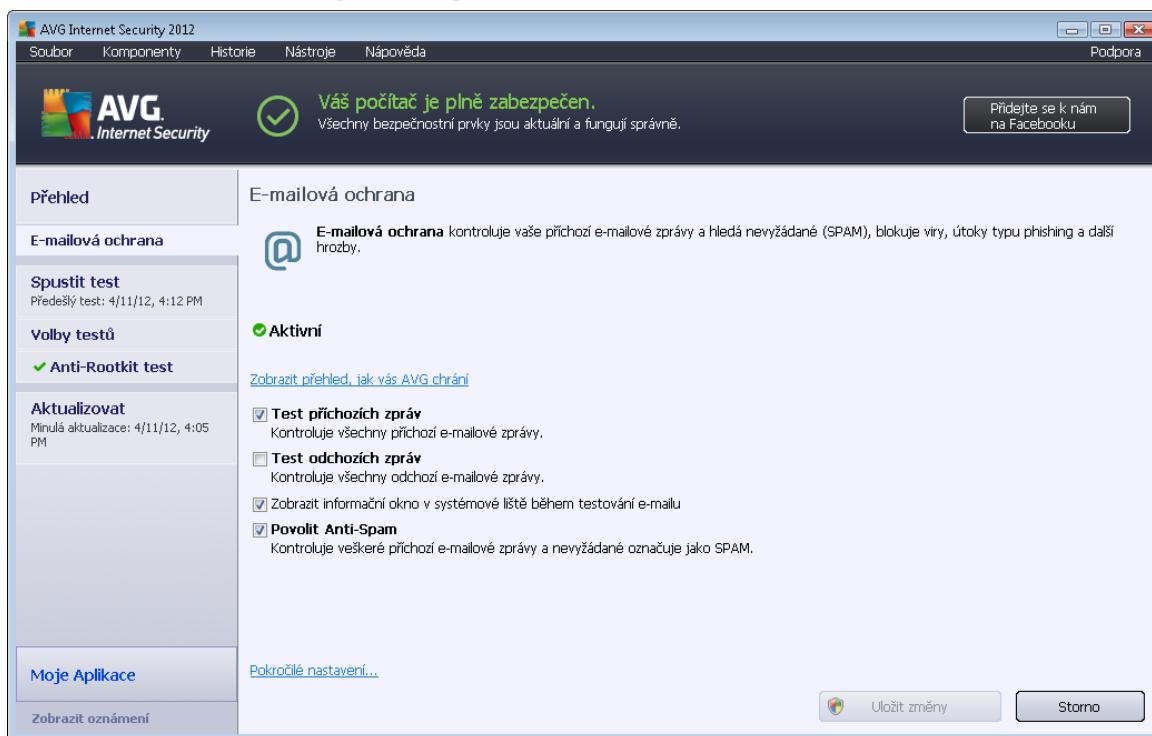 AVG Internet Security 2012
Soubor Komponenty Historie Nástroje Nápověda Podpora
AVG.
Internet Security
Váš počítač je plně zabezpečen.
Všechny bezpečnostní prvky jsou aktuální a fungují správně.
Přidejte se k nám
na Facebooku
Přehled
E-mailová ochrana
Spustit test
Předešlý test: 4/11/12, 4:12 PM
Volby testů
Anti-Rootkit test
Aktualizovat
Minulá aktualizace: 4/11/12, 4:05
PM
Moje Aplikace
Zobrazit oznámení
E-mailová ochrana
@
E-mailová ochrana kontroluje vaše příchozí e-mailové zprávy a hledá nevyžádané (SPAM), blokuje viry, útoky typu phishing a další
hrozby.
Aktivní
Zobrazit přehled, jak vás AVG chrání
Test příchozích zpráv
Kontroluje všechny příchozí e-mailové zprávy.
Test odchozích zpráv
Kontroluje všechny odchozí e-mailové zprávy.
Zobrazit informační okno v systémové liště během testování e-mailu
Povolit Anti-Spam
Kontroluje veškeré příchozí e-mailové zprávy a nevyžádané označuje jako SPAM.
Pokročilé nastavení...
Uložit změny
Storno